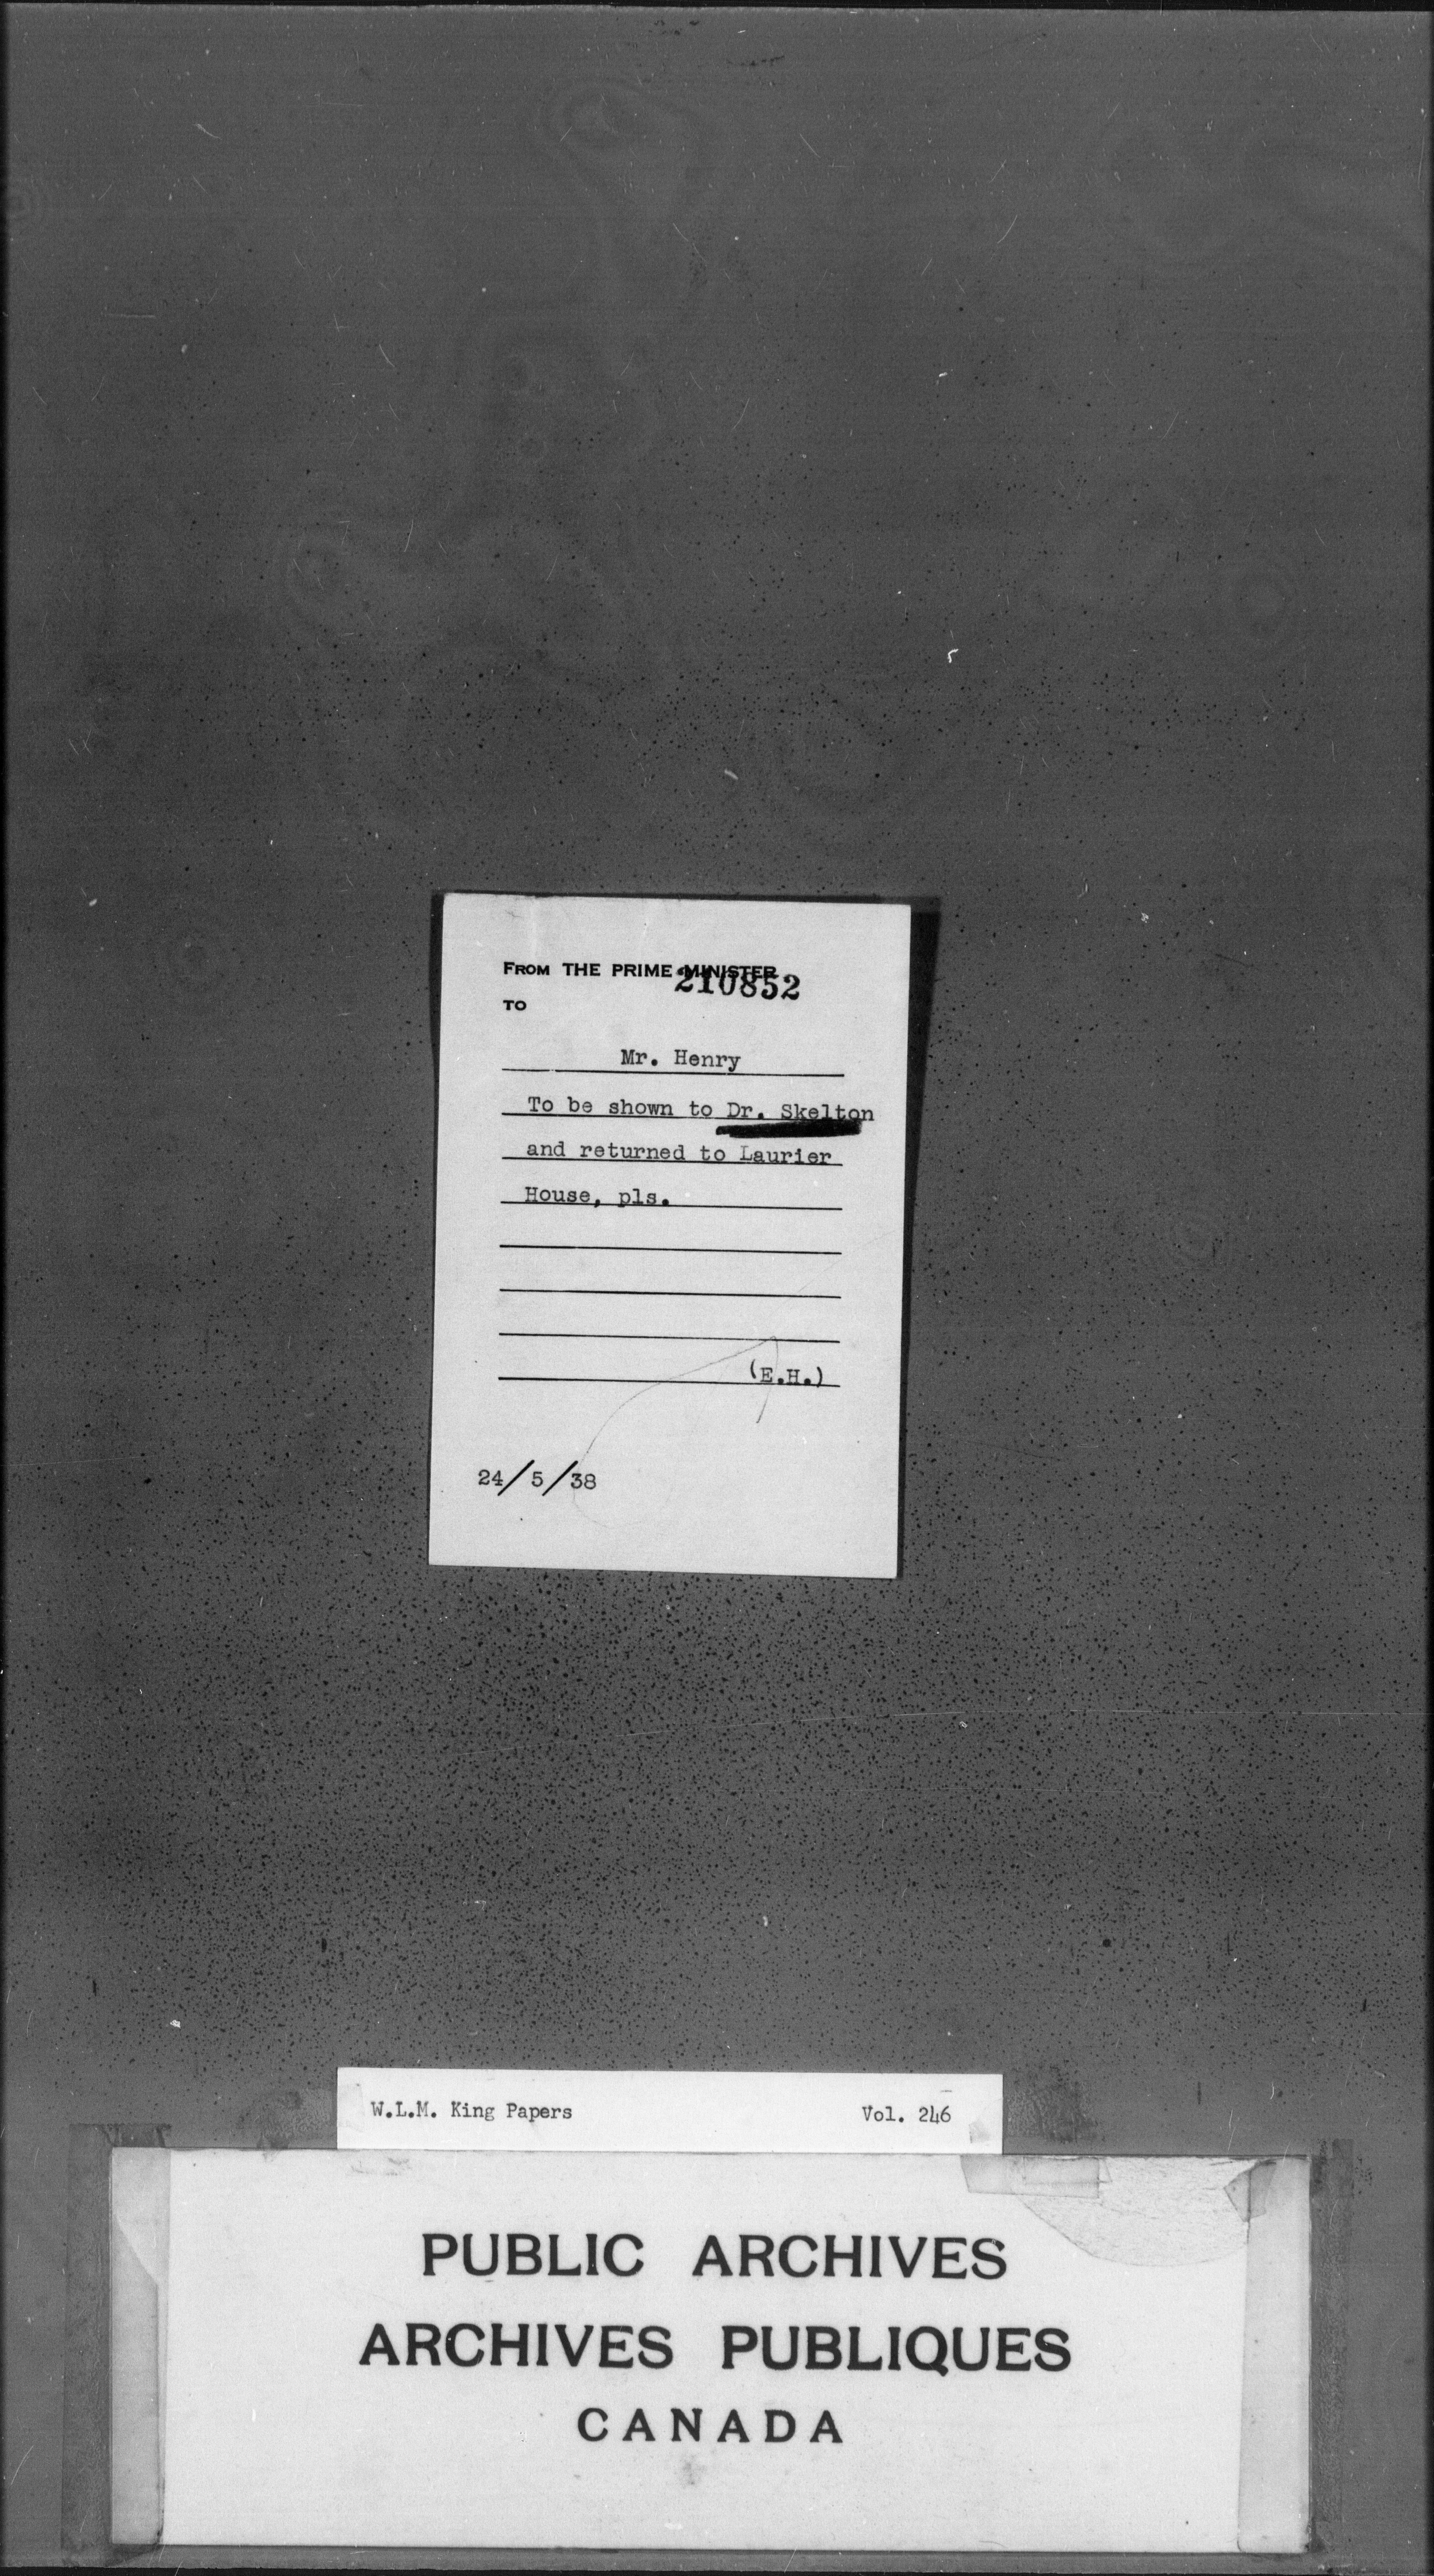 FROM THE PRIME MINISTER
210852
TO
Mr. Henry
To be shown to Dr. Skelton
and returned to Laurier
House, pls.
(E.H.)
24/5/38
W.L.M. King Papers Vol. 246
PUBLIC ARCHIVES
ARCHIVES PUBLIQUES
CANADA